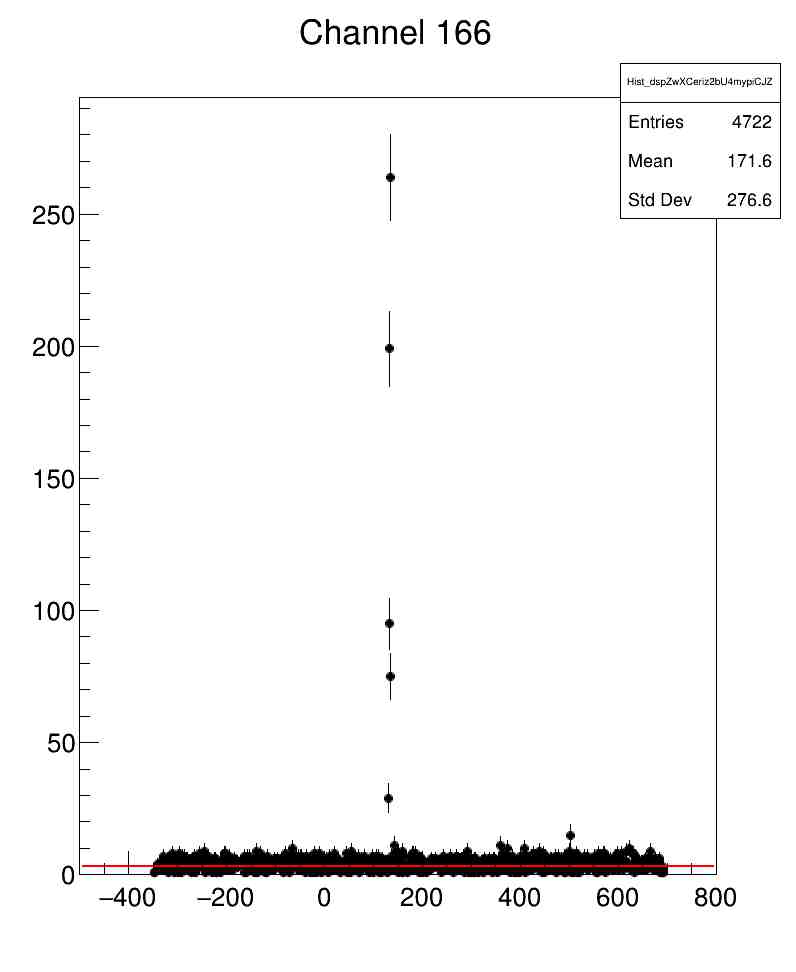 Channel 166
Hist_dspZwXCeriz2bU4mypiCJZ
Entries 4722
Mean 171.6
Std Dev 276.6
250
200
150
100
50
0
−400 −200 0 200 400 600 800